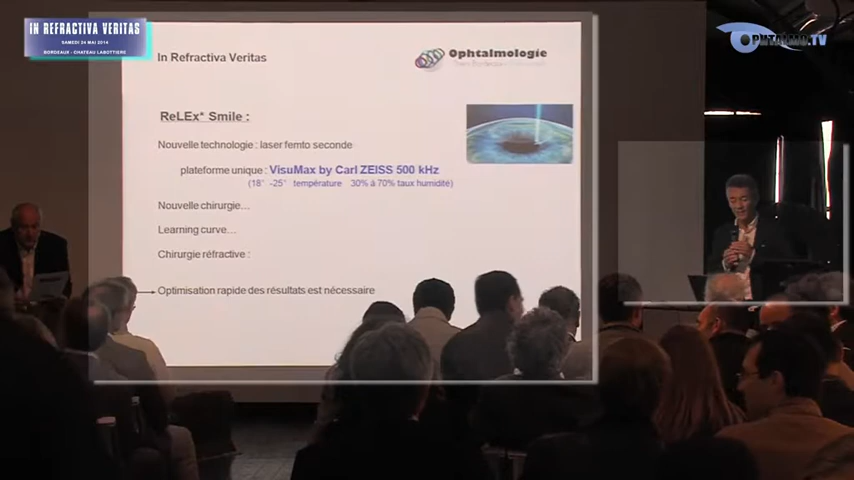 IN REFRACTIVA VERITAS
SAMEDI 24 MAI 2014
BORDEAUX - CHATEAU LABOTTIERE
OPHTALMO.TV
In Refractiva Veritas
Ophtalmologie
ReLEx* Smile :
Nouvelle technologie : laser femto seconde
plateforme unique : VisuMax by Carl ZEISS 500 kHz
(18° -25° température 30% à 70% taux humidité)
Nouvelle chirurgie...
Learning curve...
Chirurgie réfractive :
Optimisation rapide des résultats est nécessaire